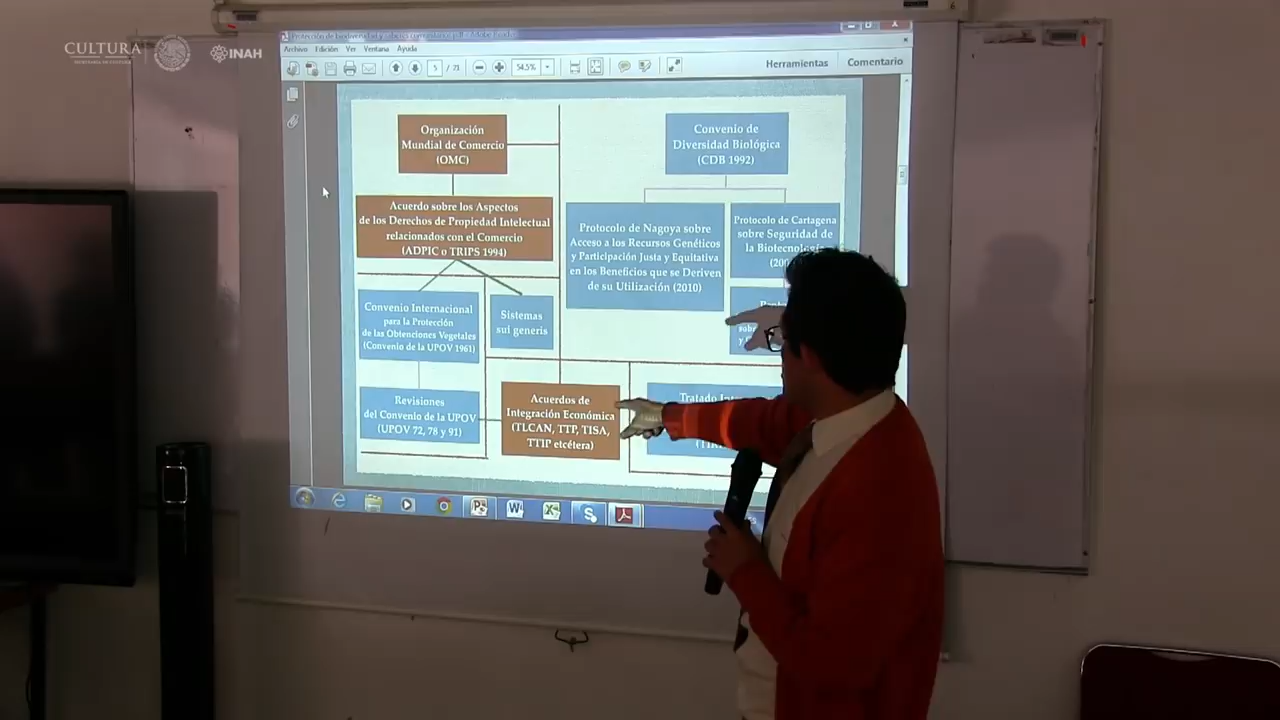 CULTURA
SECRETARÍA DE CULTURA
INAH
Archivo Edición Ver Ventana Ayuda
5 / 71
54.5%
Herramientas Comentario
Organización
Mundial de Comercio
(OMC)
Acuerdo sobre los Aspectos
de los Derechos de Propiedad Intelectual
relacionados con el Comercio
(ADPIC o TRIPS 1994)
Convenio Internacional
para la Protección
de las Obtenciones Vegetales
(Convenio de la UPOV 1961)
Sistemas
sui generis
Revisiones
del Convenio de la UPOV
(UPOV 72, 78 y 91)
Acuerdos de
Integración Económica
(TLCAN, TTP, TISA,
TTIP etcétera)
Convenio de
Diversidad Biológica
(CDB 1992)
Protocolo de Nagoya sobre
Acceso a los Recursos Genéticos
y Participación Justa y Equitativa
en los Beneficios que se Deriven
de su Utilización (2010)
Protocolo de Cartagena
sobre Seguridad de
la Biotecnología
Tratado